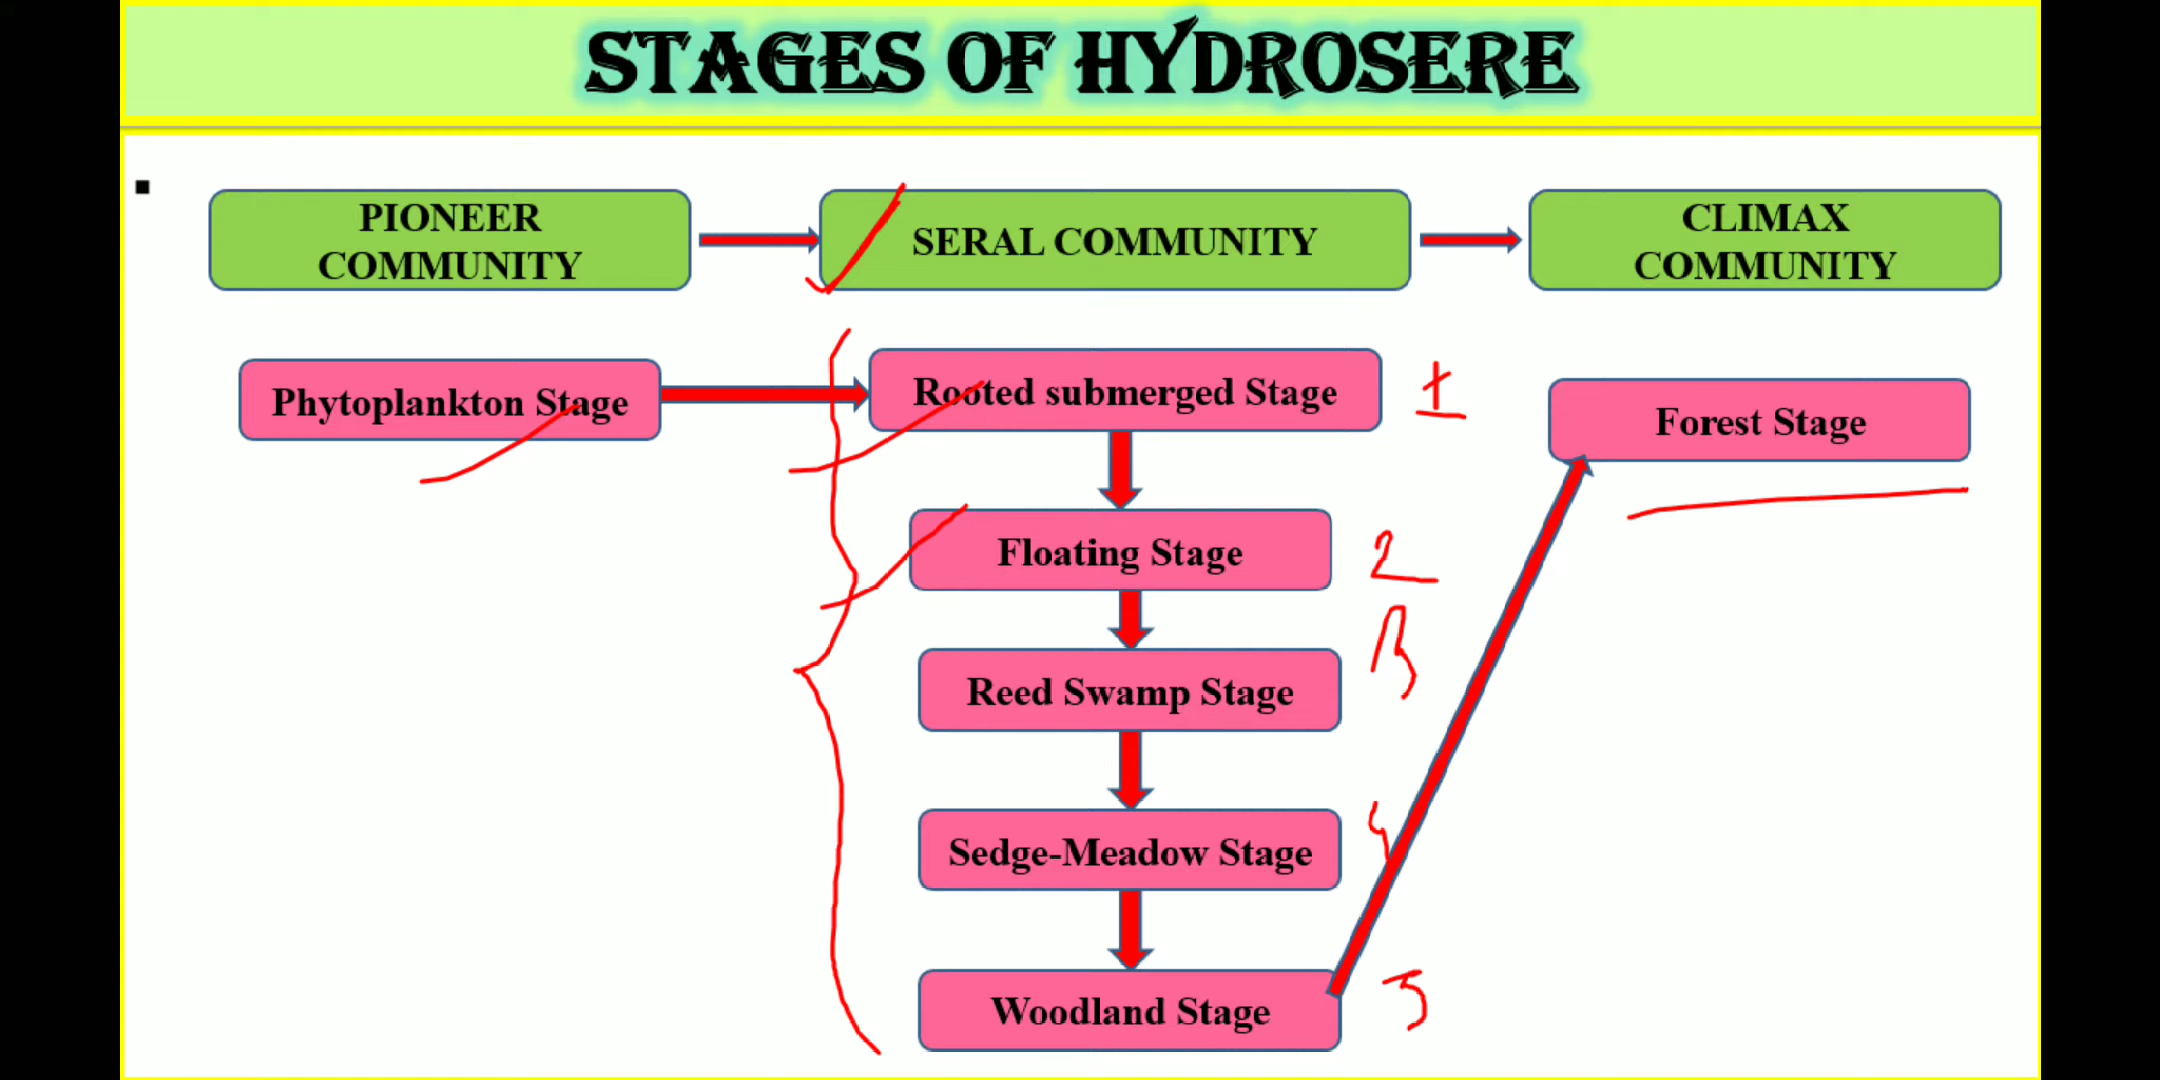 STAGES OF HYDROSERE
PIONEER
COMMUNITY
SERAL COMMUNITY
CLIMAX
COMMUNITY
Phytoplankton Stage
Rooted submerged Stage
1
Forest Stage
Floating Stage
2
Reed Swamp Stage
3
Sedge-Meadow Stage
4
Woodland Stage
5